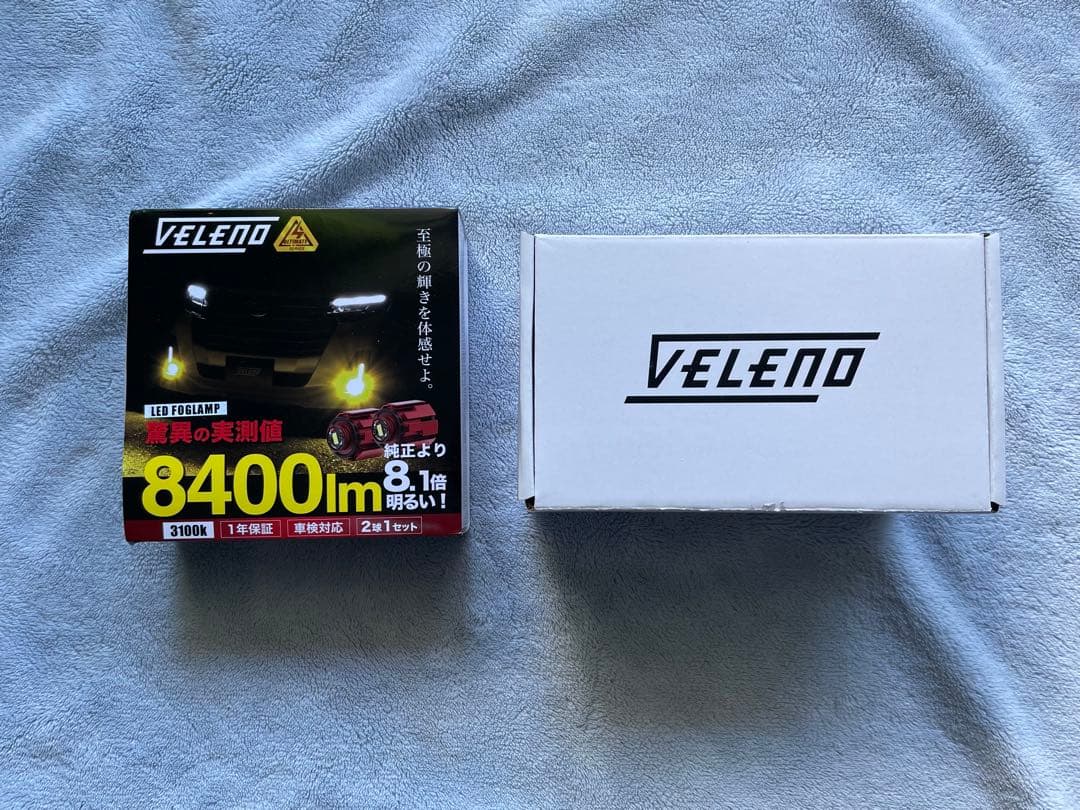 VELENO
ULTIMATE
SERIES
至極の輝きを体感せよ。
LED FOGLAMP
驚異の実測値
8400lm
純正より
8.1倍
明るい!
3100k
1年保証
車検対応
2球1セット
VELENO